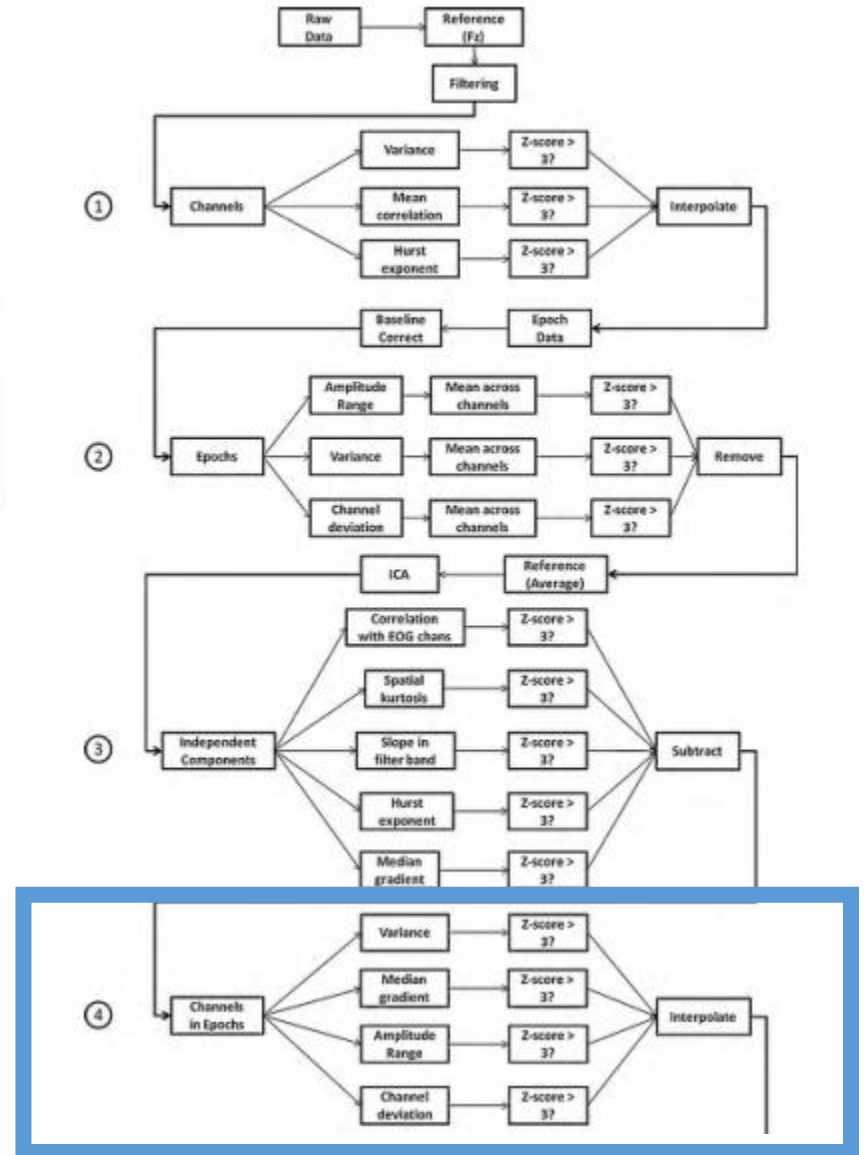 Raw
Data
Reference
(Fz)
Filtering
Variance
Z-score >
3?
1
Channels
Mean
correlation
Z-score >
3?
Interpolate
Hurst
exponent
Z-score >
3?
Baseline
Correct
Epoch
Data
Amplitude
Range
Mean across
channels
Z-score >
3?
2
Epochs
Variance
Mean across
channels
Z-score >
3?
Remove
Channel
deviation
Mean across
channels
Z-score >
3?
ICA
Reference
(Average)
Correlation
with EOG chans
Z-score >
3?
Spatial
kurtosis
Z-score >
3?
3
Independent
Components
Slope in
filter band
Z-score >
3?
Subtract
Hurst
exponent
Z-score >
3?
Median
gradient
Z-score >
3?
Variance
Z-score >
3?
Median
gradient
Z-score >
3?
4
Channels
in Epochs
Interpolate
Amplitude
Range
Z-score >
3?
Channel
deviation
Z-score >
3?